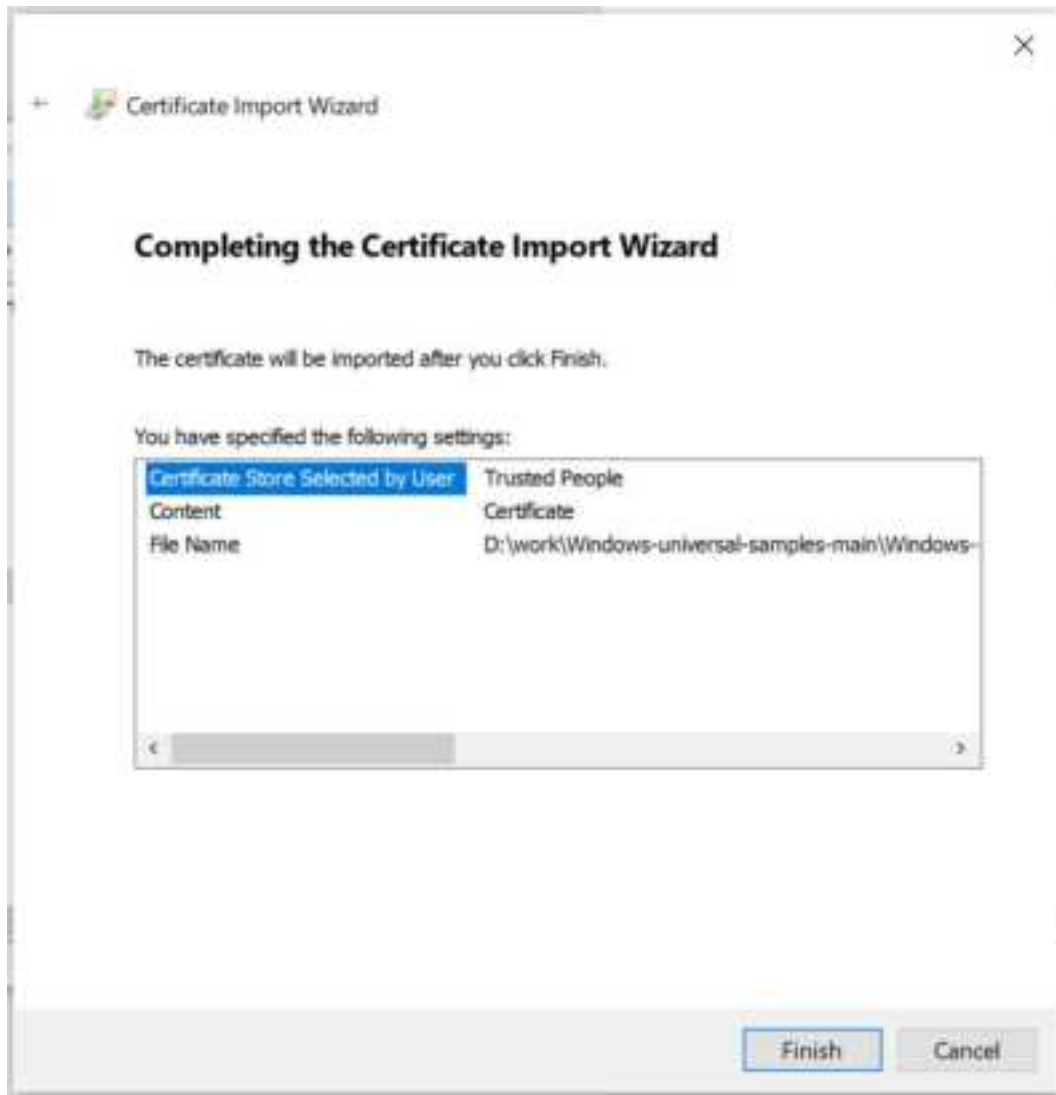 Certificate Import Wizard
Completing the Certificate Import Wizard
The certificate will be imported after you click Finish.
You have specified the following settings:
Certificate Store Selected by User Trusted People
Content Certificate
File Name D:\work\Windows-universal-samples-main\Windows-
Finish Cancel